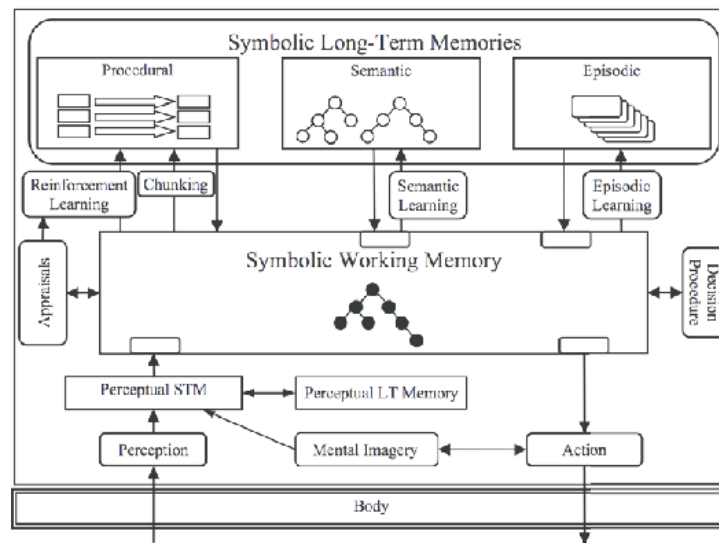 Symbolic Long-Term Memories
Procedural
Semantic
Episodic
Reinforcement
Learning
Chunking
Semantic
Learning
Episodic
Learning
Appraisals
Symbolic Working Memory
Decision
Procedure
Perceptual STM
Perceptual LT Memory
Perception
Mental Imagery
Action
Body